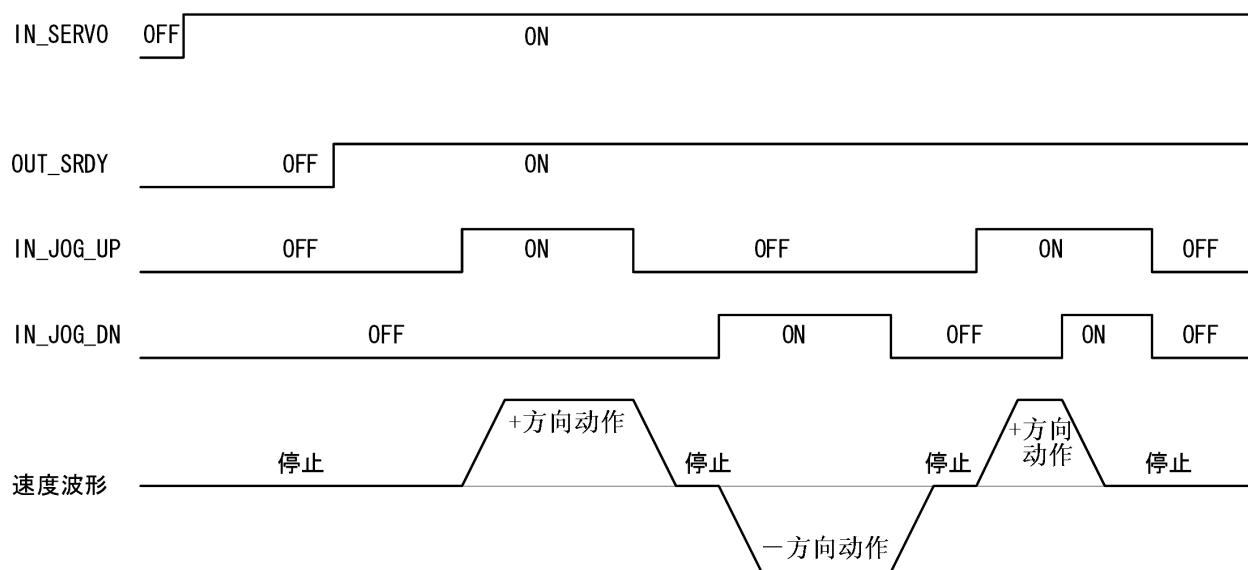 IN_SERVO OFF ON
OUT_SRDY OFF ON
IN_JOG_UP OFF ON OFF ON OFF
IN_JOG_DN OFF ON OFF ON OFF
+方向动作
+方向
动作
停止 停止 停止 停止
速度波形
－方向动作